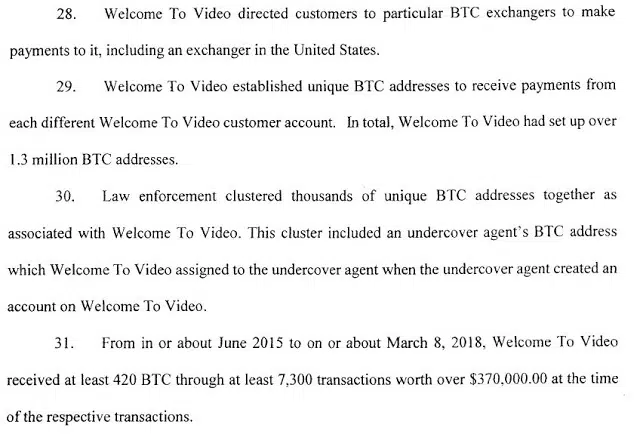 28. Welcome To Video directed customers to particular BTC exchangers to make
payments to it, including an exchanger in the United States.
29. Welcome To Video established unique BTC addresses to receive payments from
each different Welcome To Video customer account. In total, Welcome To Video had set up over
1.3 million BTC addresses.
30. Law enforcement clustered thousands of unique BTC addresses together as
associated with Welcome To Video. This cluster included an undercover agent's BTC address
which Welcome To Video assigned to the undercover agent when the undercover agent created an
account on Welcome To Video.
31. From in or about June 2015 to on or about March 8, 2018, Welcome To Video
received at least 420 BTC through at least 7,300 transactions worth over $370,000.00 at the time
of the respective transactions.